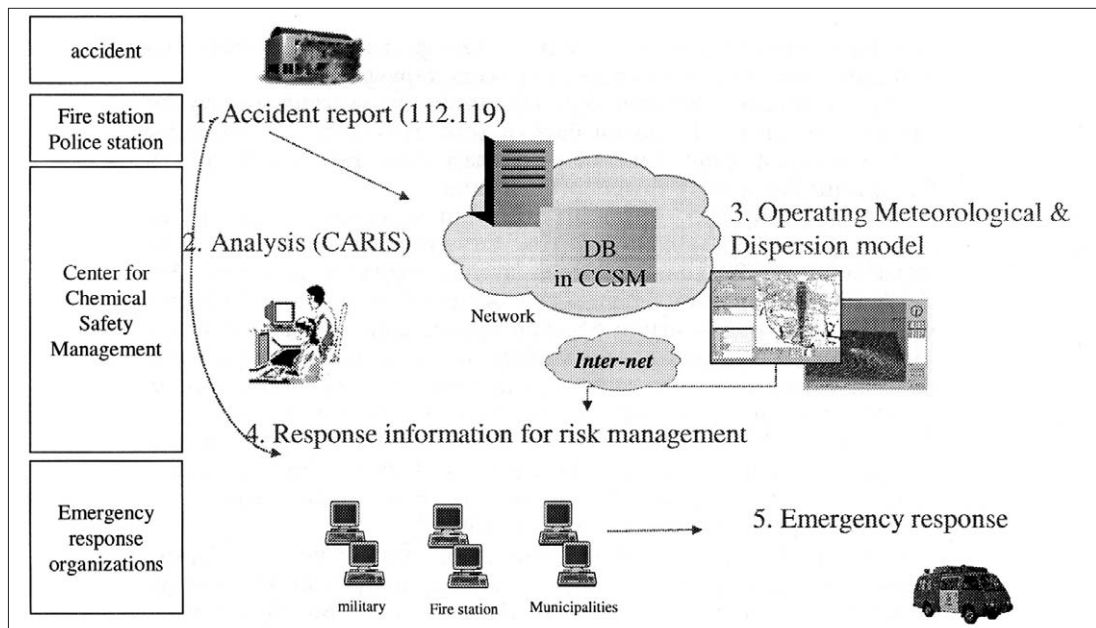 accident
Fire station
Police station
1. Accident report (112.119)
Center for
Chemical
Safety
Management
2. Analysis (CARIS)
DB
in CCSM
Network
3. Operating Meteorological &
Dispersion model
Inter-net
4. Response information for risk management
Emergency
response
organizations
military
Fire station
Municipalities
5. Emergency response